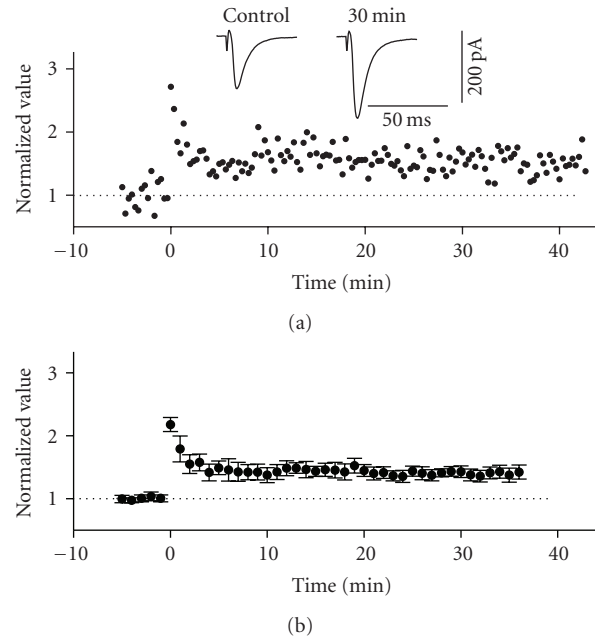 Control
30 min
200 pA
50 ms
3
2
1
Normalized value
−10
0
10
20
30
40
Time (min)
(a)
3
2
1
Normalized value
−10
0
10
20
30
40
Time (min)
(b)